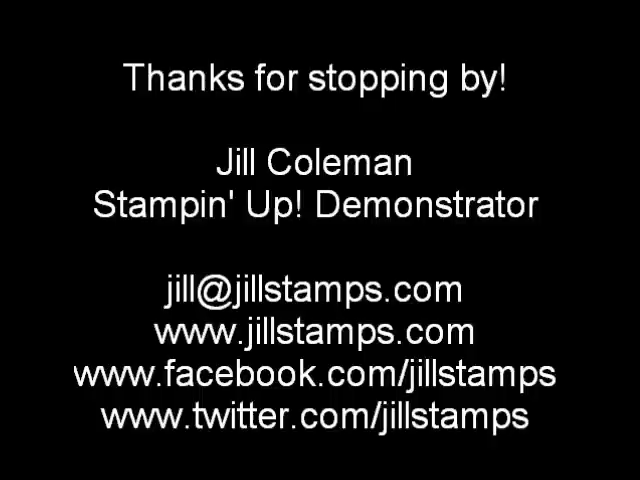 Thanks for stopping by!
Jill Coleman
Stampin' Up! Demonstrator
jill@jillstamps.com
www.jillstamps.com
www.facebook.com/jillstamps
www.twitter.com/jillstamps